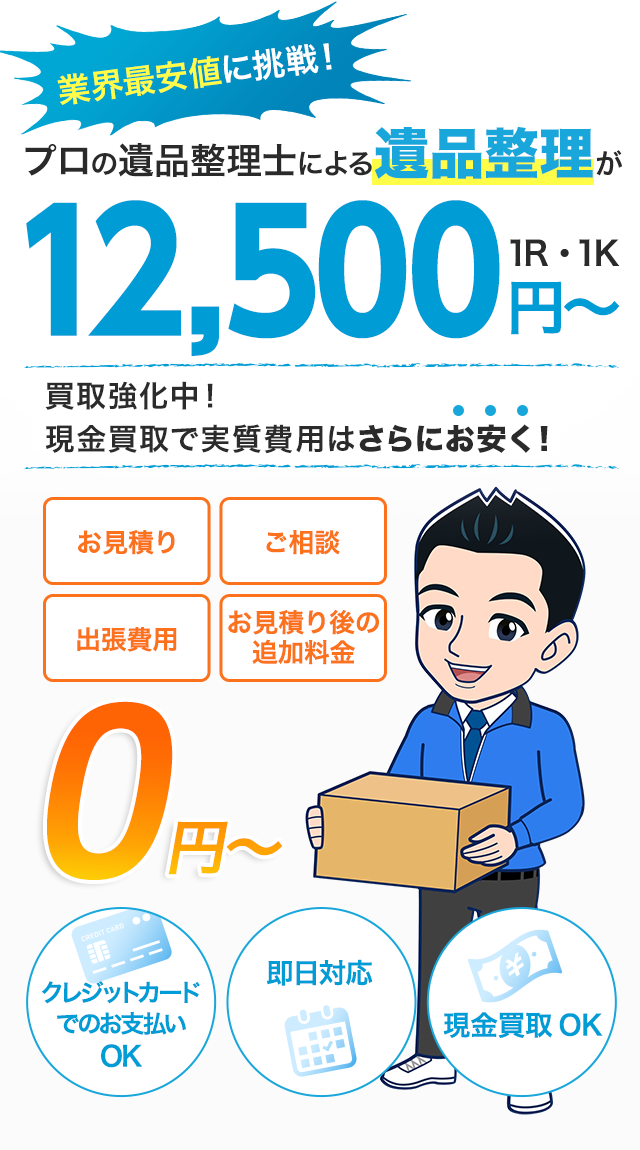 業界最安値に挑戦！
プロの遺品整理士による遺品整理が
12,500円～
1R・1K
買取強化中！
現金買取で実質費用はさらにお安く！
お見積り
ご相談
出張費用
お見積り後の
追加料金
0円～
CREDIT CARD
クレジットカード
でのお支払い
OK
即日対応
¥
現金買取 OK